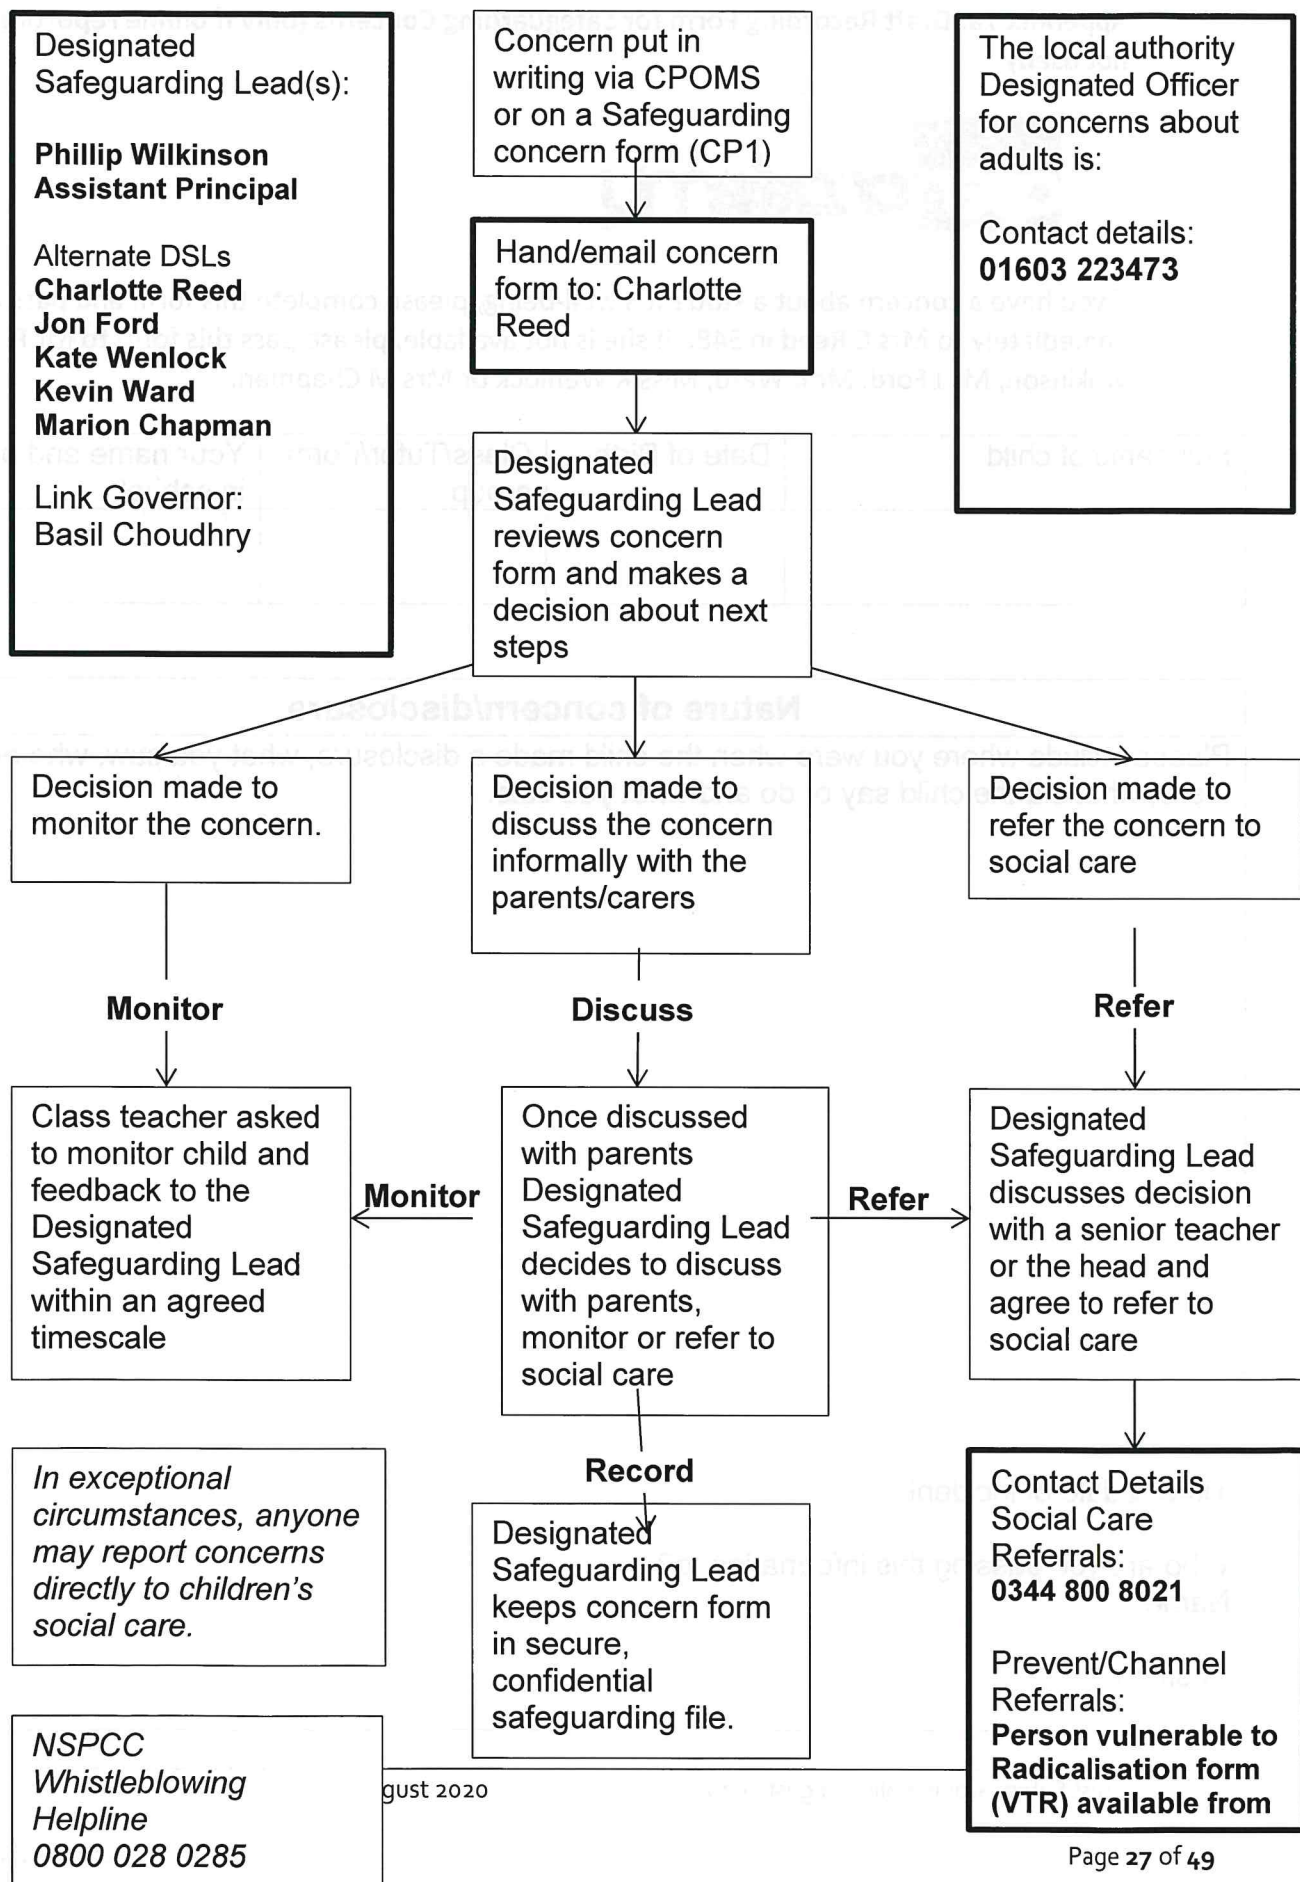 Designated
Safeguarding Lead(s):
Phillip Wilkinson
Assistant Principal
Alternate DSLs
Charlotte Reed
Jon Ford
Kate Wenlock
Kevin Ward
Marion Chapman
Link Governor:
Basil Choudhry
Concern put in
writing via CPOMS
or on a Safeguarding
concern form (CP1)
Hand/email concern
form to: Charlotte
Reed
Designated
Safeguarding Lead
reviews concern
form and makes a
decision about next
steps
The local authority
Designated Officer
for concerns about
adults is:
Contact details:
01603 223473
Decision made to
monitor the concern.
Decision made to
discuss the concern
informally with the
parents/carers
Decision made to
refer the concern to
social care
Monitor
Discuss
Refer
Class teacher asked
to monitor child and
feedback to the
Designated
Safeguarding Lead
within an agreed
timescale
Monitor
Once discussed
with parents
Designated
Safeguarding Lead
decides to discuss
with parents,
monitor or refer to
social care
Refer
Designated
Safeguarding Lead
discusses decision
with a senior teacher
or the head and
agree to refer to
social care
In exceptional
circumstances, anyone
may report concerns
directly to children's
social care.
Record
Designated
Safeguarding Lead
keeps concern form
in secure,
confidential
safeguarding file.
Contact Details
Social Care
Referrals:
0344 800 8021
Prevent/Channel
Referrals:
Person vulnerable to
Radicalisation form
(VTR) available from
NSPCC
Whistleblowing
Helpline
0800 028 0285
gust 2020
Page 27 of 49